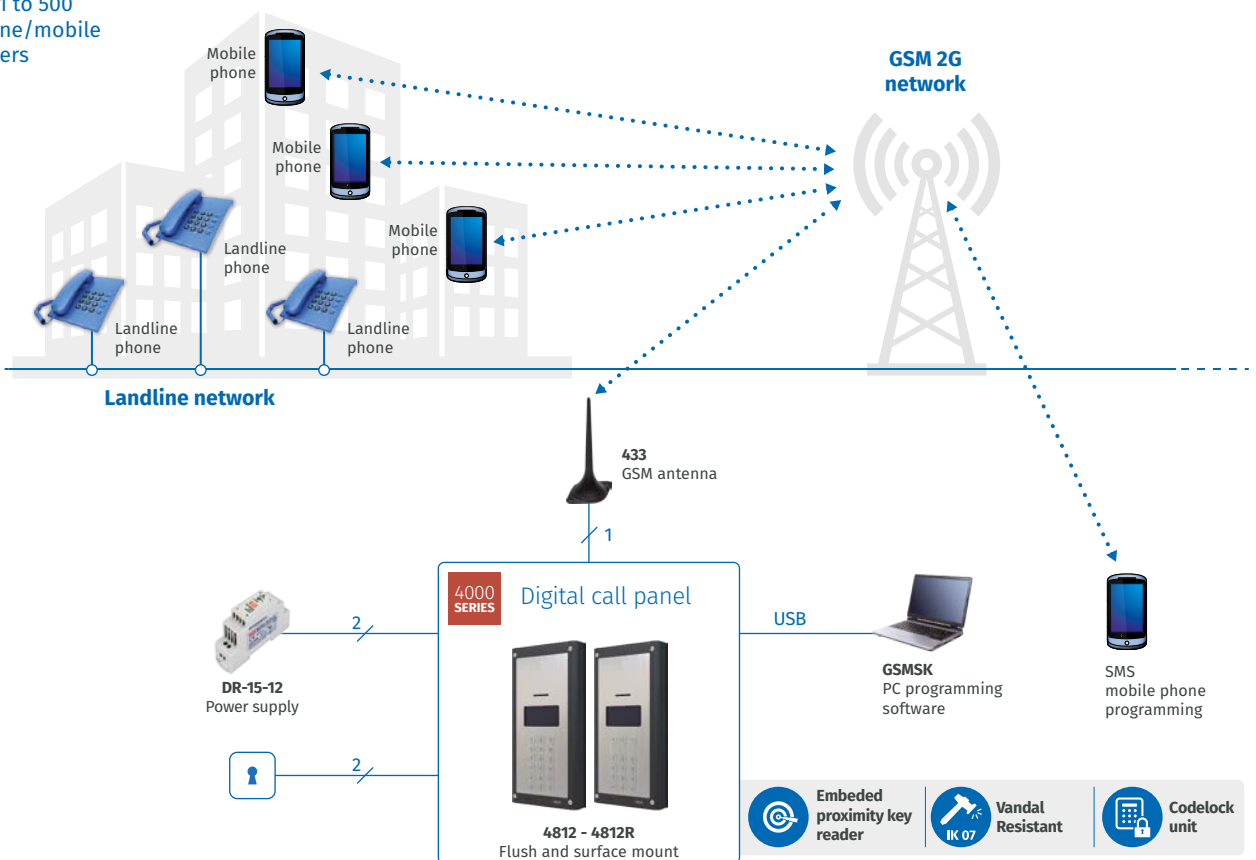 to 500
ne/mobile
ers
Mobile
phone
GSM 2G
network
Mobile
phone
Mobile
phone
Landline
phone
Landline
phone
Landline
phone
Landline network
433
GSM antenna
1
4000
SERIES
Digital call panel
2
USB
DR-15-12
Power supply
GSMSK
PC programming
software
SMS
mobile phone
programming
2
4812 - 4812R
Flush and surface mount
Embeded
proximity key
reader
IK 07
Vandal
Resistant
Codelock
unit